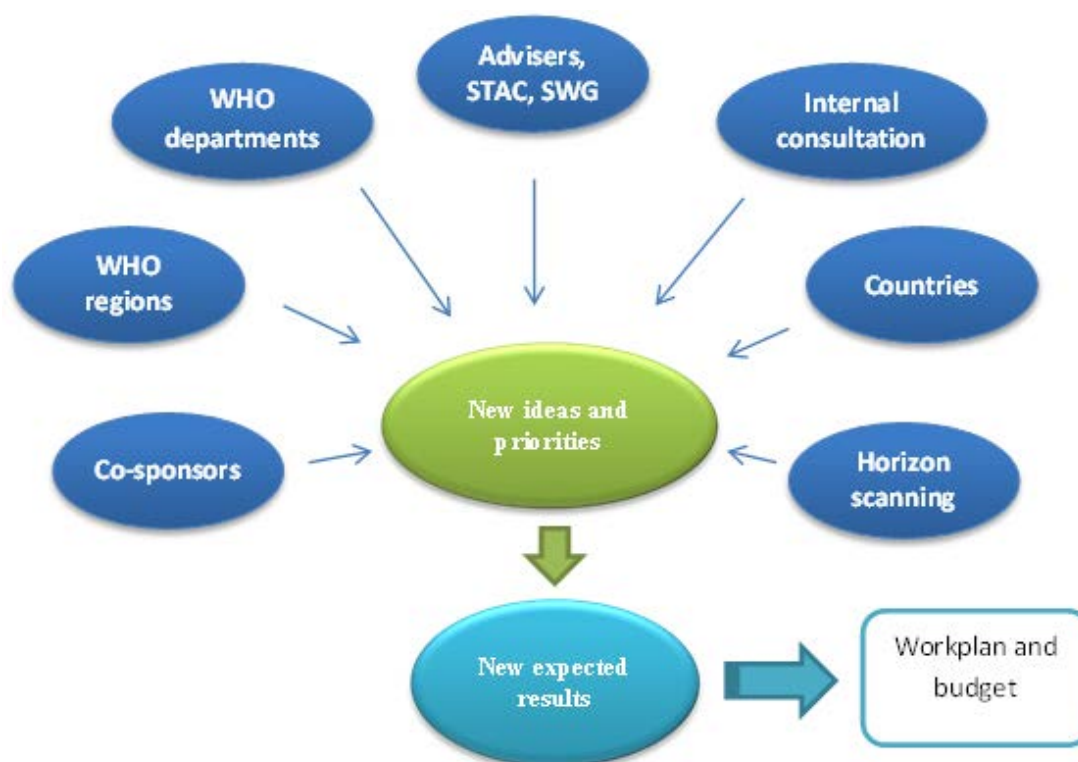 Advisers,
STAC, SWG
WHO
departments
Internal
consultation
WHO
regions
Countries
New ideas and
priorities
Co-sponsors
Horizon
scanning
New expected
results
Workplan and
budget